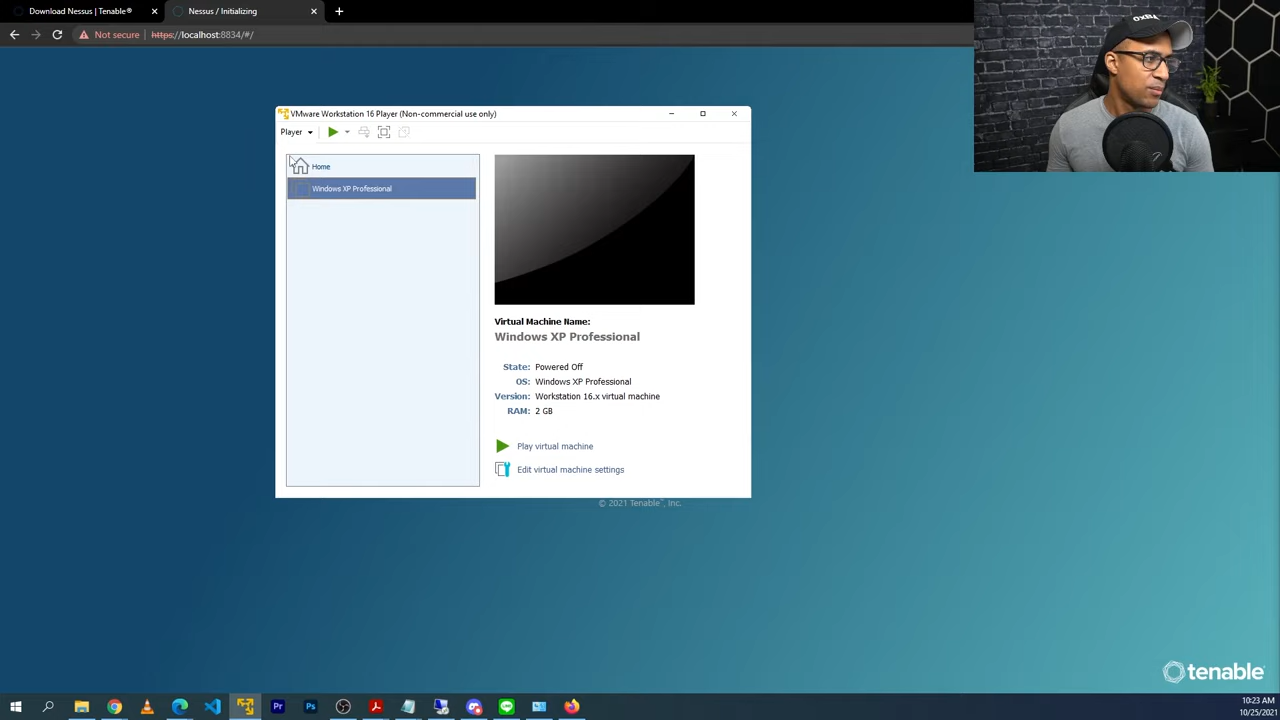 Download Nessus | Tenable®
Nessus / Initializing
Not secure
https://localhost:8834/#/
VMware Workstation 16 Player (Non-commercial use only)
Player
Home
Windows XP Professional
Virtual Machine Name:
Windows XP Professional
State: Powered Off
OS: Windows XP Professional
Version: Workstation 16.x virtual machine
RAM: 2 GB
Play virtual machine
Edit virtual machine settings
© 2021 Tenable™, Inc.
tenable
Pr
Ps
10:23 AM
10/25/2021